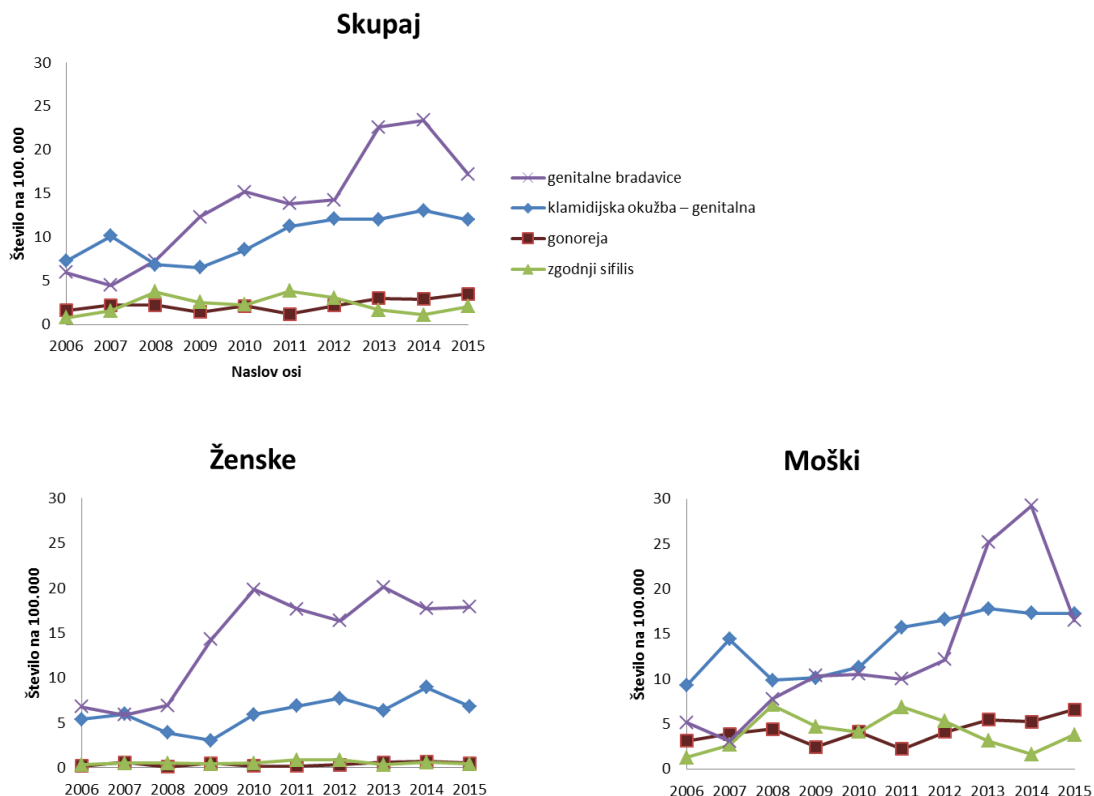 Skupaj
Število na 100. 000
30
25
20
15
10
5
0
2006 2007 2008 2009 2010 2011 2012 2013 2014 2015
Naslov osi
genitalne bradavice
klamidijska okužba – genitalna
gonoreja
zgodnji sifilis
Ženske
Število na 100.000
30
25
20
15
10
5
0
2006 2007 2008 2009 2010 2011 2012 2013 2014 2015
Moški
Število na 100.000
30
25
20
15
10
5
0
2006 2007 2008 2009 2010 2011 2012 2013 2014 2015